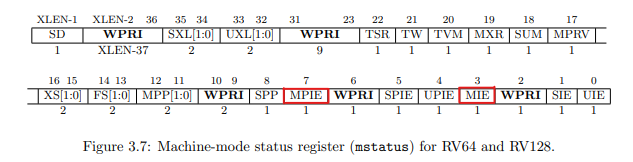 XLEN-1 XLEN-2 36 35 34 33 32 31 23 22 21 20 19 18 17
SD WPRI SXL[1:0] UXL[1:0] WPRI TSR TW TVM MXR SUM MPRV
1 XLEN-37 2 2 9 1 1 1 1 1 1
16 15 14 13 12 11 10 9 8 7 6 5 4 3 2 1 0
XS[1:0] FS[1:0] MPP[1:0] WPRI SPP MPIE WPRI SPIE UPIE MIE WPRI SIE UIE
2 2 2 2 1 1 1 1 1 1 1 1 1
Figure 3.7: Machine-mode status register (mstatus) for RV64 and RV128.